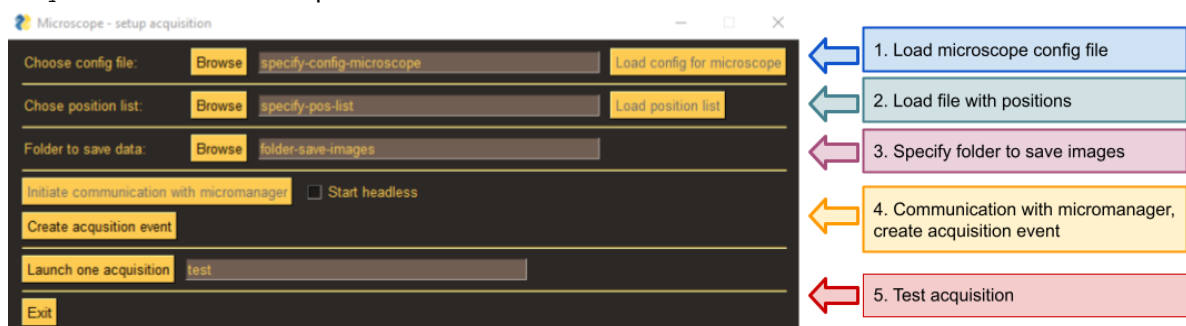 Microscope - setup acquisition
Choose config file: Browse specify-config-microscope Load config for microscope
1. Load microscope config file
Chose position list: Browse specify-pos-list Load position list
2. Load file with positions
Folder to save data: Browse folder-save-images
3. Specify folder to save images
Initiate communication with micromanager Start headless
Create acqusition event
4. Communication with micromanager,
create acquisition event
Launch one acquisition test
5. Test acquisition
Exit